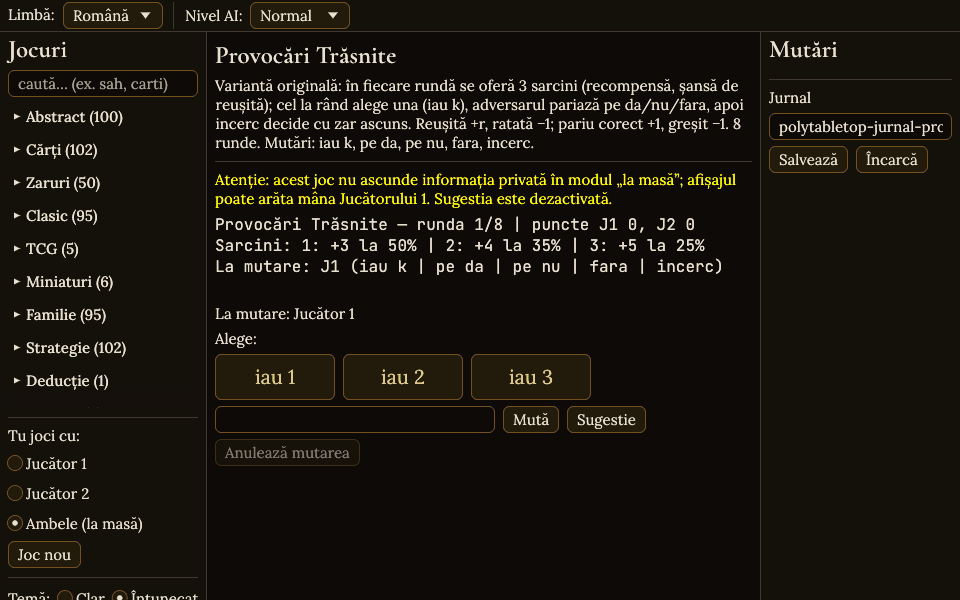 Limbă: Română ▼ Nivel AI: Normal ▼
Jocuri
caută... (ex. sah, carti)
▸ Abstract (100)
▸ Cărți (102)
▸ Zaruri (50)
▸ Clasic (95)
▸ TCG (5)
▸ Miniaturi (6)
▸ Familie (95)
▸ Strategie (102)
▸ Deducție (1)
Tu joci cu:
Jucător 1
Jucător 2
Ambele (la masă)
Joc nou
Temă: Clar Întunecat
Provocări Trăsnite
Variantă originală: în fiecare rundă se oferă 3 sarcini (recompensă, șansă de
reușită); cel la rând alege una (iau k), adversarul pariază pe da/nu/fara, apoi
incerc decide cu zar ascuns. Reușită +r, ratată −1; pariu corect +1, greșit −1. 8
runde. Mutări: iau k, pe da, pe nu, fara, incerc.
Atenție: acest joc nu ascunde informația privată în modul „la masă”; afișajul
poate arăta mâna Jucătorului 1. Sugestia este dezactivată.
Provocări Trăsnite — runda 1/8 | puncte J1 0, J2 0
Sarcini: 1: +3 la 50% | 2: +4 la 35% | 3: +5 la 25%
La mutare: J1 (iau k | pe da | pe nu | fara | incerc)
La mutare: Jucător 1
Alege:
iau 1 iau 2 iau 3
Mută Sugestie
Anulează mutarea
Mutări
Jurnal
polytabletop-jurnal-pro
Salvează Încarcă